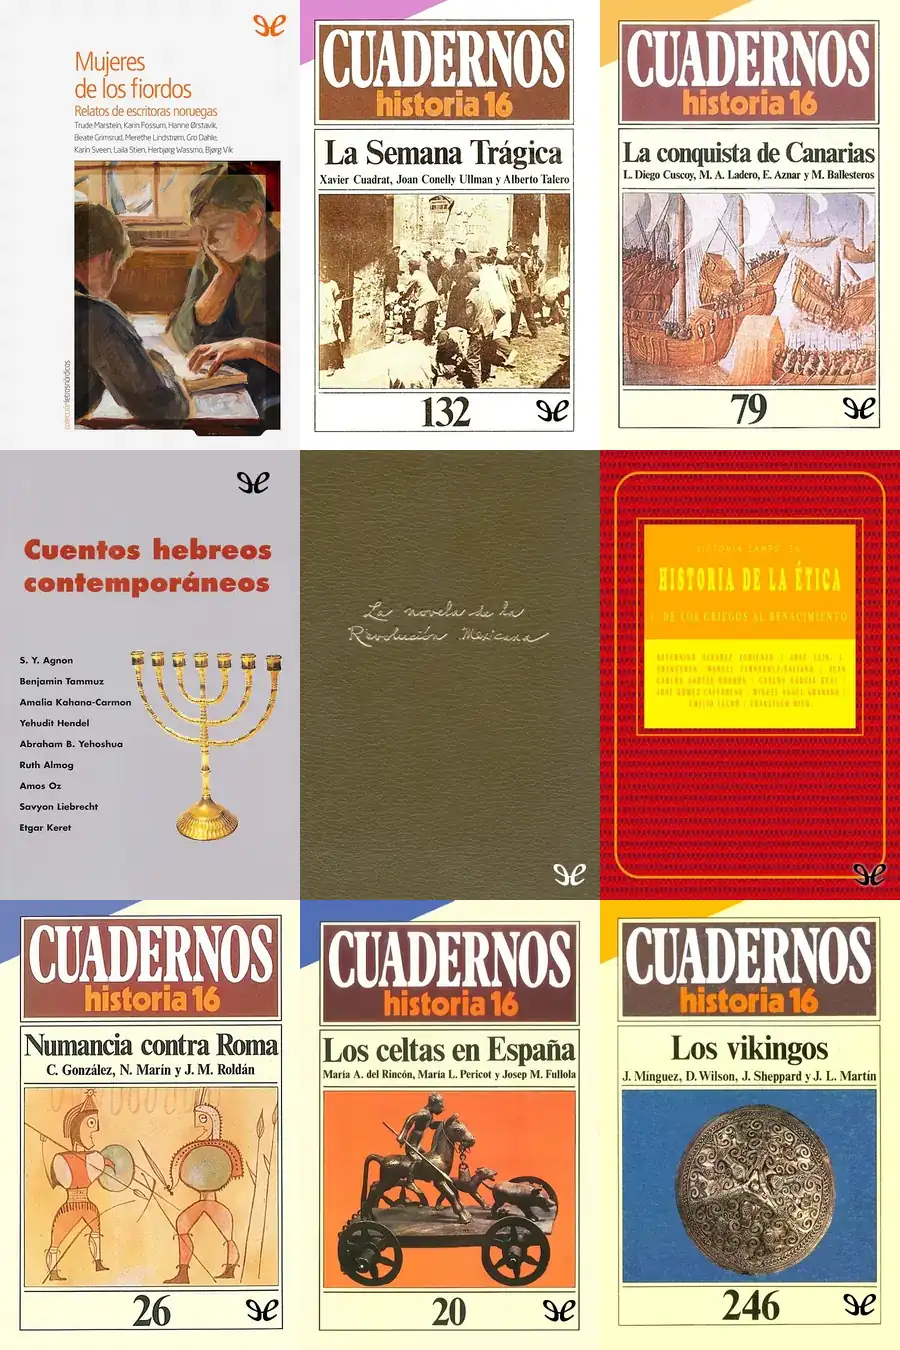 Mujeres
de los fiordos
Relatos de escritoras noruegas
Trude Marstein, Karin Fossum, Hanne Ørstavik,
Beate Grimsrud, Merethe Lindstrøm, Gro Dahle,
Karin Sveen, Laila Stien, Herbjørg Wassmo, Bjørg Vik
colecciónletrasnórdicas
CUADERNOS
historia 16
La Semana Trágica
Xavier Cuadrat, Joan Conelly Ullman y Alberto Talero
132
CUADERNOS
historia 16
La conquista de Canarias
L. Diego Cuscoy, M. A. Ladero, E. Aznar y M. Ballesteros
79
Cuentos hebreos
contemporáneos
S. Y. Agnon
Benjamin Tammuz
Amalia Kahana-Carmon
Yehudit Hendel
Abraham B. Yehoshua
Ruth Almog
Amos Oz
Savyon Liebrecht
Etgar Keret
La novela de la
Revolución Mexicana
VICTORIA CAMPS, ED.
HISTORIA DE LA ÉTICA
1. DE LOS GRIEGOS AL RENACIMIENTO
CUADERNOS
historia 16
Numancia contra Roma
C. González, N. Marín y J. M. Roldán
26
CUADERNOS
historia 16
Los celtas en España
María A. del Rincón, María L. Pericot y Josep M. Fullola
20
CUADERNOS
historia 16
Los vikingos
J. Mínguez, D. Wilson, J. Sheppard y J. L. Martín
246